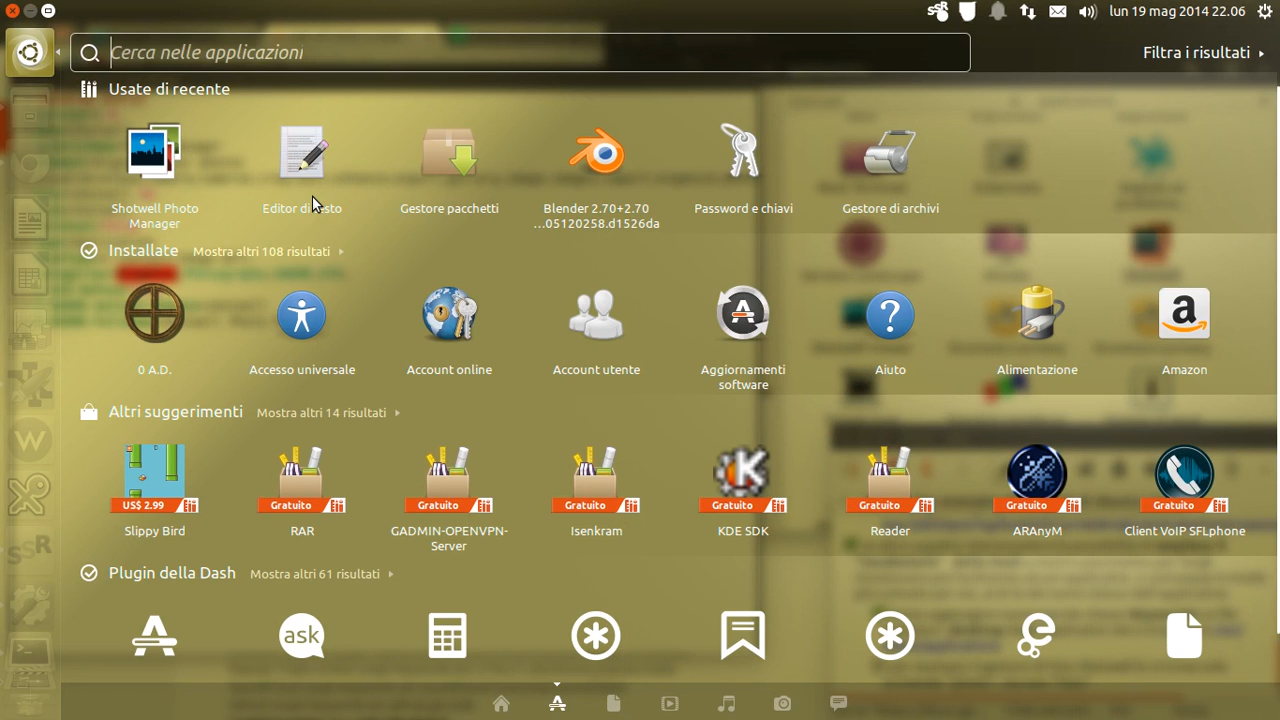 SSR
lun 19 mag 2014 22.06
Cerca nelle applicazioni
Filtra i risultati
Usate di recente
Shotwell Photo Manager
Editor di testo
Gestore pacchetti
Blender 2.70+2.70 …05120258.d1526da
Password e chiavi
Gestore di archivi
Installate Mostra altri 108 risultati
0 A.D.
Accesso universale
Account online
Account utente
Aggiornamenti software
Aiuto
Alimentazione
Amazon
Altri suggerimenti Mostra altri 14 risultati
US$ 2.99
Gratuito
Gratuito
Gratuito
Gratuito
Gratuito
Gratuito
Gratuito
Slippy Bird
RAR
GADMIN-OPENVPN-Server
Isenkram
KDE SDK
Reader
ARAnyM
Client VoIP SFLphone
Plugin della Dash Mostra altri 61 risultati
ask